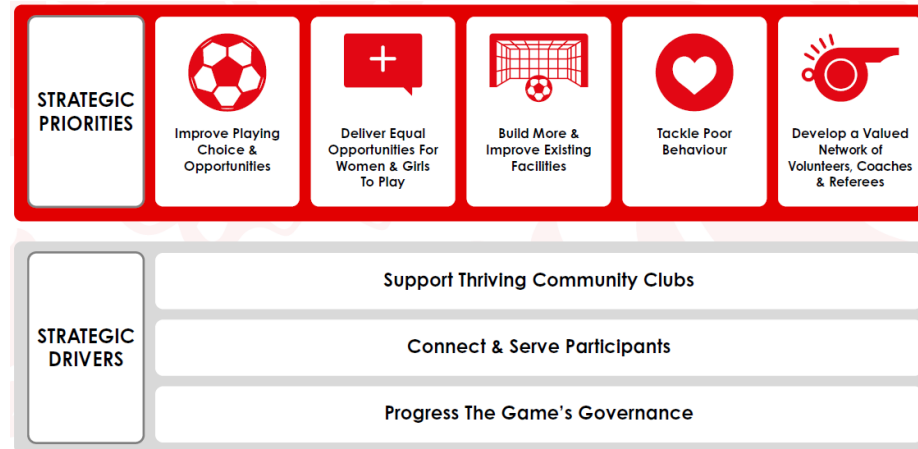 STRATEGIC
PRIORITIES
Improve Playing
Choice &
Opportunities
Deliver Equal
Opportunities For
Women & Girls
To Play
Build More &
Improve Existing
Facilities
Tackle Poor
Behaviour
Develop a Valued
Network of
Volunteers, Coaches
& Referees
STRATEGIC
DRIVERS
Support Thriving Community Clubs
Connect & Serve Participants
Progress The Game's Governance